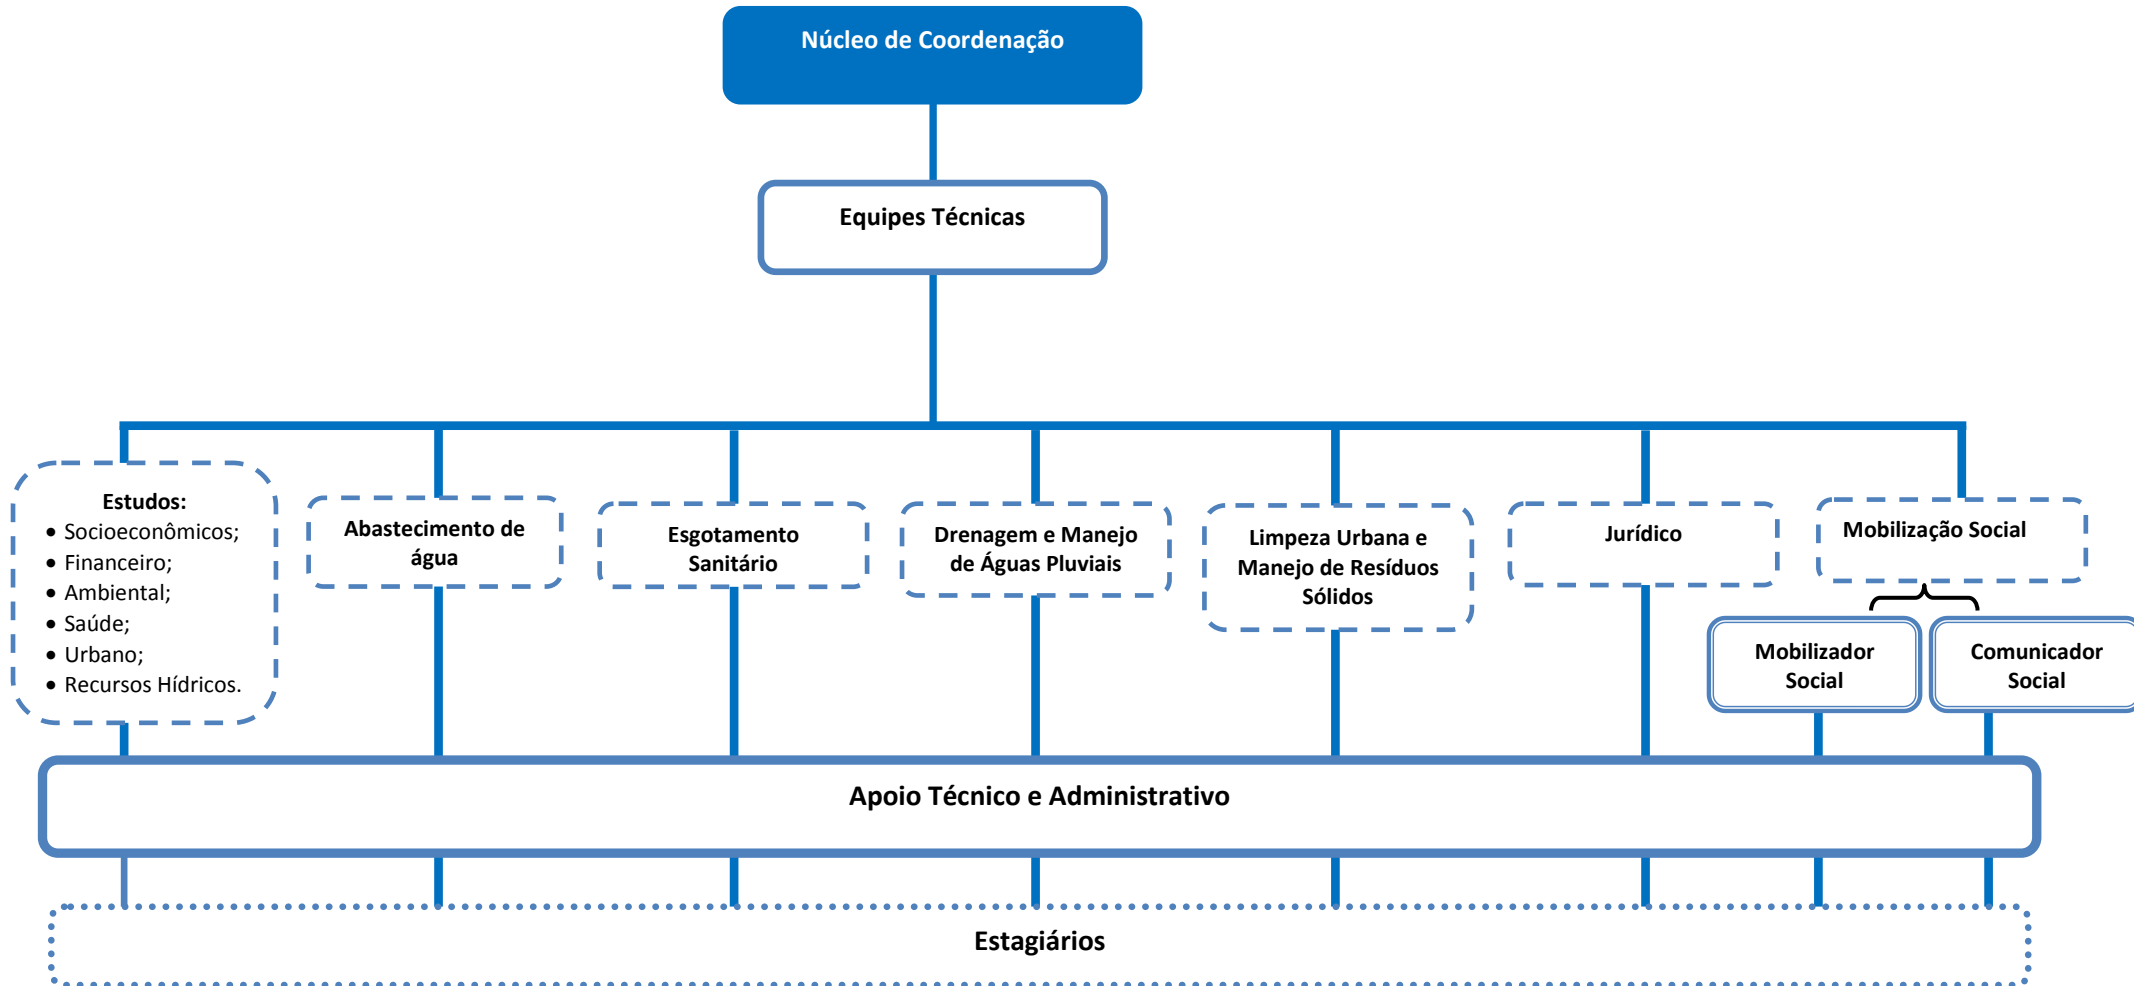 Núcleo de Coordenação
Equipes Técnicas
Estudos:
• Socioeconômicos;
• Financeiro;
• Ambiental;
• Saúde;
• Urbano;
• Recursos Hídricos.
Abastecimento de
água
Esgotamento
Sanitário
Drenagem e Manejo
de Águas Pluviais
Limpeza Urbana e
Manejo de Resíduos
Sólidos
Jurídico
Mobilização Social
Mobilizador
Social
Comunicador
Social
Apoio Técnico e Administrativo
Estagiários